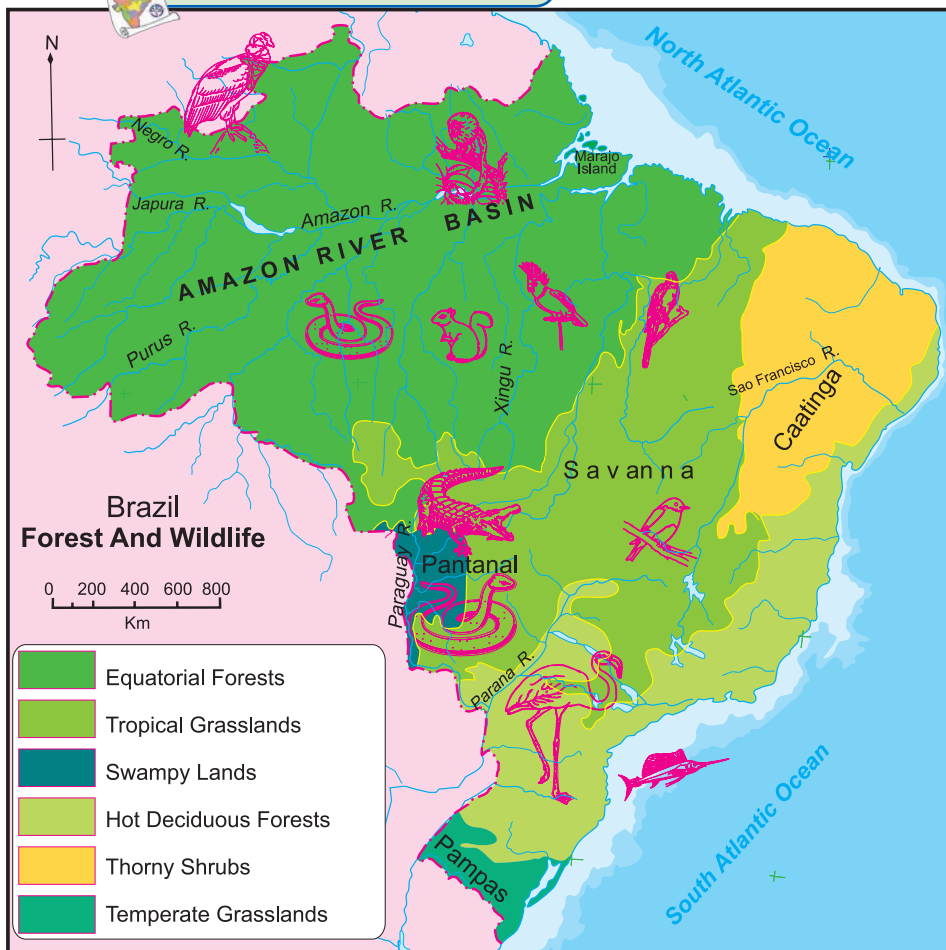 N
North Atlantic Ocean
Negro R.
Marajo
Island
Japura R.
Amazon R.
AMAZON RIVER BASIN
Purus R.
Xingu R.
Sao Francisco R.
Caatinga
Savanna
Brazil
Forest And Wildlife
Paraguay R.
Pantanal
0 200 400 600 800
Km
Parana R.
Pampas
South Atlantic Ocean
Equatorial Forests
Tropical Grasslands
Swampy Lands
Hot Deciduous Forests
Thorny Shrubs
Temperate Grasslands